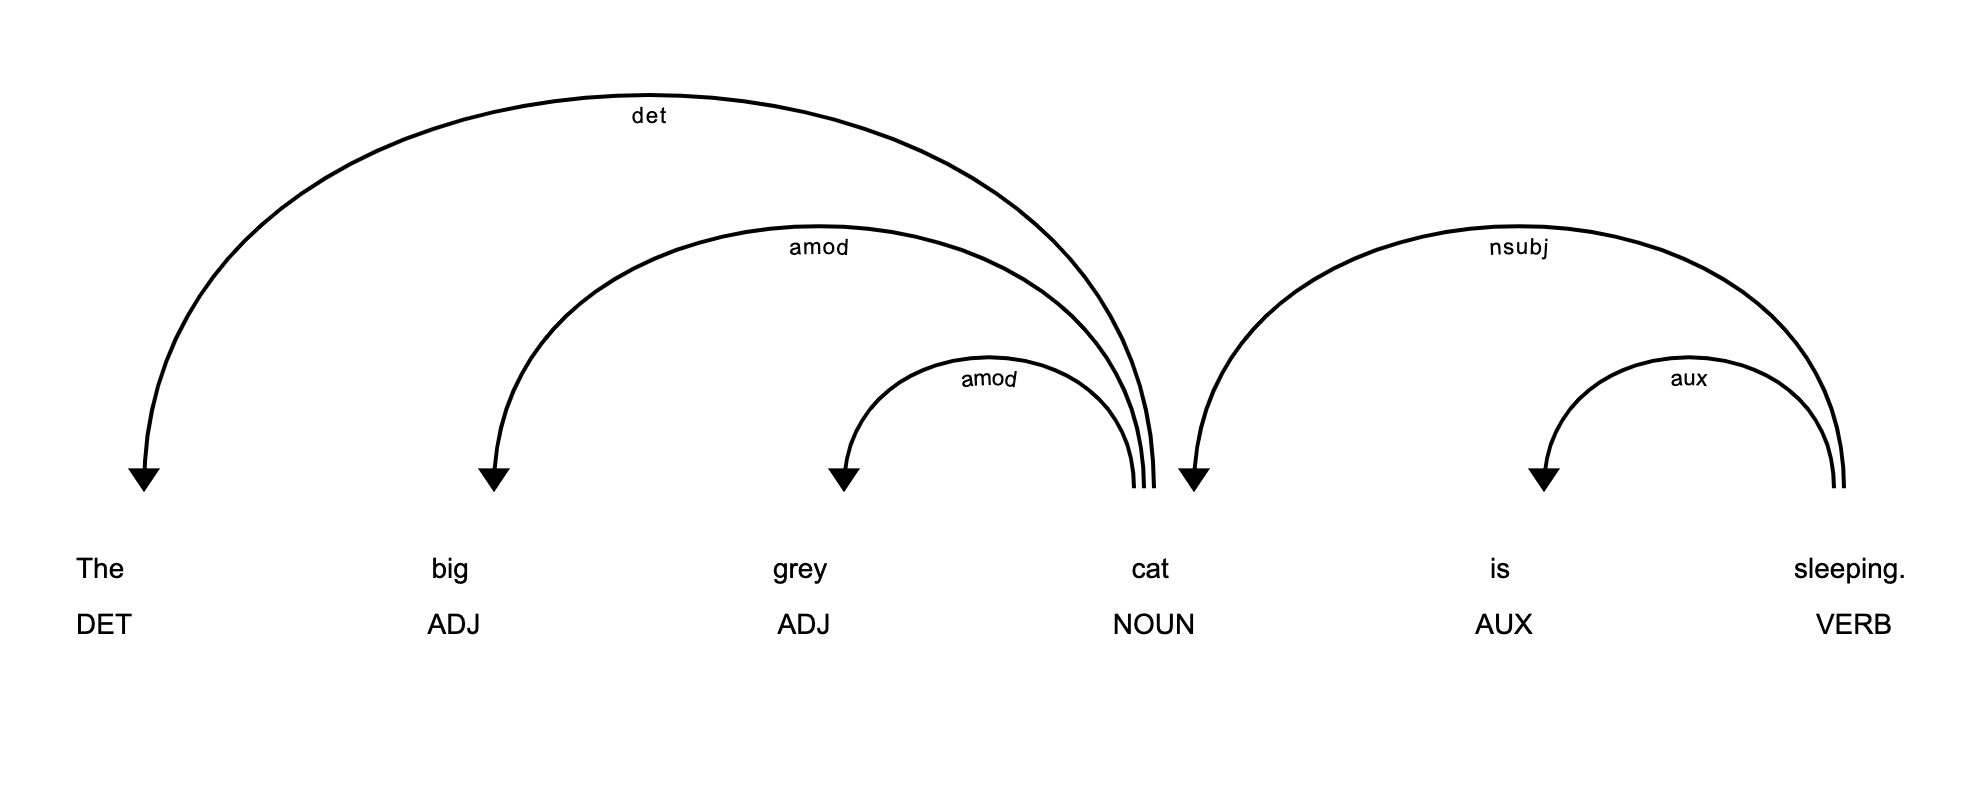 det
amod
nsubj
amod
aux
The big grey cat is sleeping.
DET ADJ ADJ NOUN AUX VERB